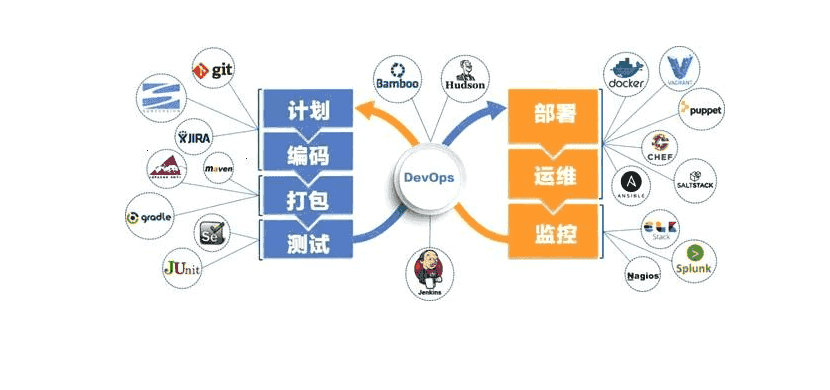 git
SUBVERSION
JIRA
maven
APACHE ANT
gradle
Se
JUnit
计划
编码
打包
测试
Bamboo
Hudson
DevOps
Jenkins
部署
运维
监控
docker
VAGRANT
puppet
CHEF
ANSIBLE
SALTSTACK
ELK
Stack
Splunk
Nagios